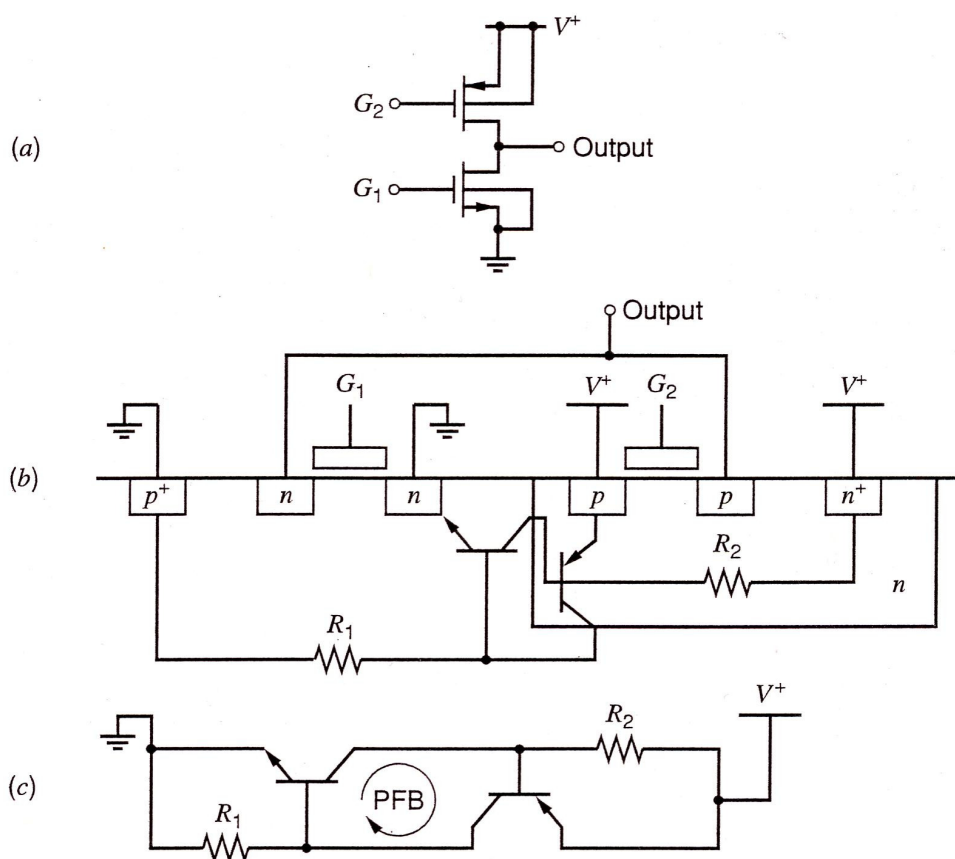 V+
G2
(a)
Output
G1
Output
G1 V+ G2 V+
(b)
p+ n n p p n+
R2
n
R1
V+
R2
(c)
PFB
R1